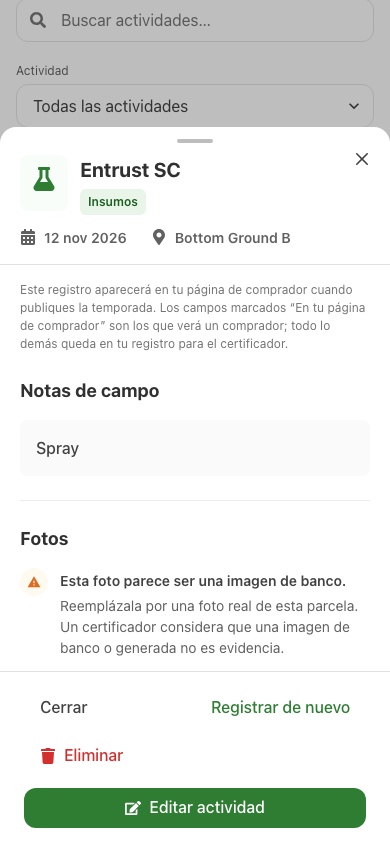 Buscar actividades...
Actividad
Todas las actividades
Entrust SC
Insumos
12 nov 2026
Bottom Ground B
Este registro aparecerá en tu página de comprador cuando
publiques la temporada. Los campos marcados “En tu página
de comprador” son los que verá un comprador; todo lo
demás queda en tu registro para el certificador.
Notas de campo
Spray
Fotos
Esta foto parece ser una imagen de banco.
Reemplázala por una foto real de esta parcela.
Un certificador considera que una imagen de
banco o generada no es evidencia.
Cerrar
Registrar de nuevo
Eliminar
Editar actividad